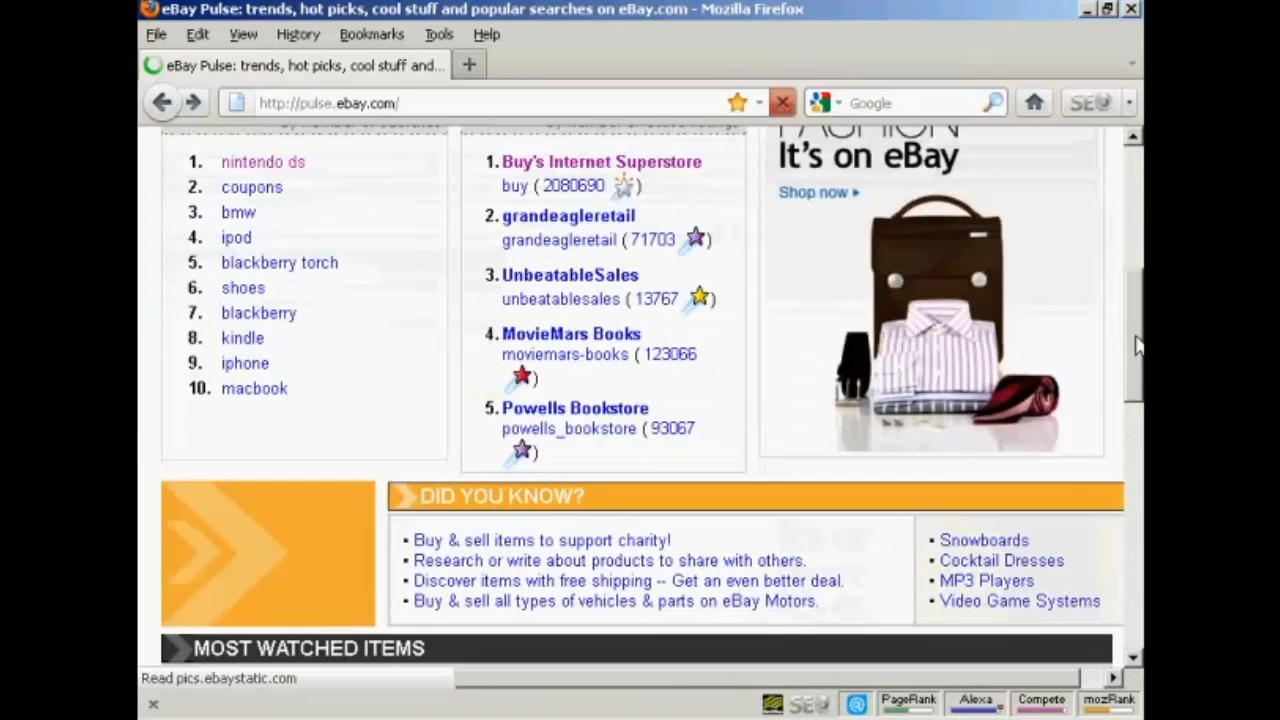 eBay Pulse: trends, hot picks, cool stuff and popular searches on eBay.com - Mozilla Firefox
File Edit View History Bookmarks Tools Help
eBay Pulse: trends, hot picks, cool stuff and...
http://pulse.ebay.com/
Google
SEO
1. nintendo ds
2. coupons
3. bmw
4. ipod
5. blackberry torch
6. shoes
7. blackberry
8. kindle
9. iphone
10. macbook
1. Buy's Internet Superstore
buy ( 2080690 )
2. grandeagleretail
grandeagleretail ( 71703 )
3. UnbeatableSales
unbeatablesales ( 13767 )
4. MovieMars Books
moviemars-books ( 123066
)
5. Powells Bookstore
powells_bookstore ( 93067
)
FASHION
It's on eBay
Shop now
DID YOU KNOW?
▪ Buy & sell items to support charity!
▪ Research or write about products to share with others.
▪ Discover items with free shipping -- Get an even better deal.
▪ Buy & sell all types of vehicles & parts on eBay Motors.
▪ Snowboards
▪ Cocktail Dresses
▪ MP3 Players
▪ Video Game Systems
MOST WATCHED ITEMS
Read pics.ebaystatic.com
SEO
PageRank
Alexa
Compete
mozRank